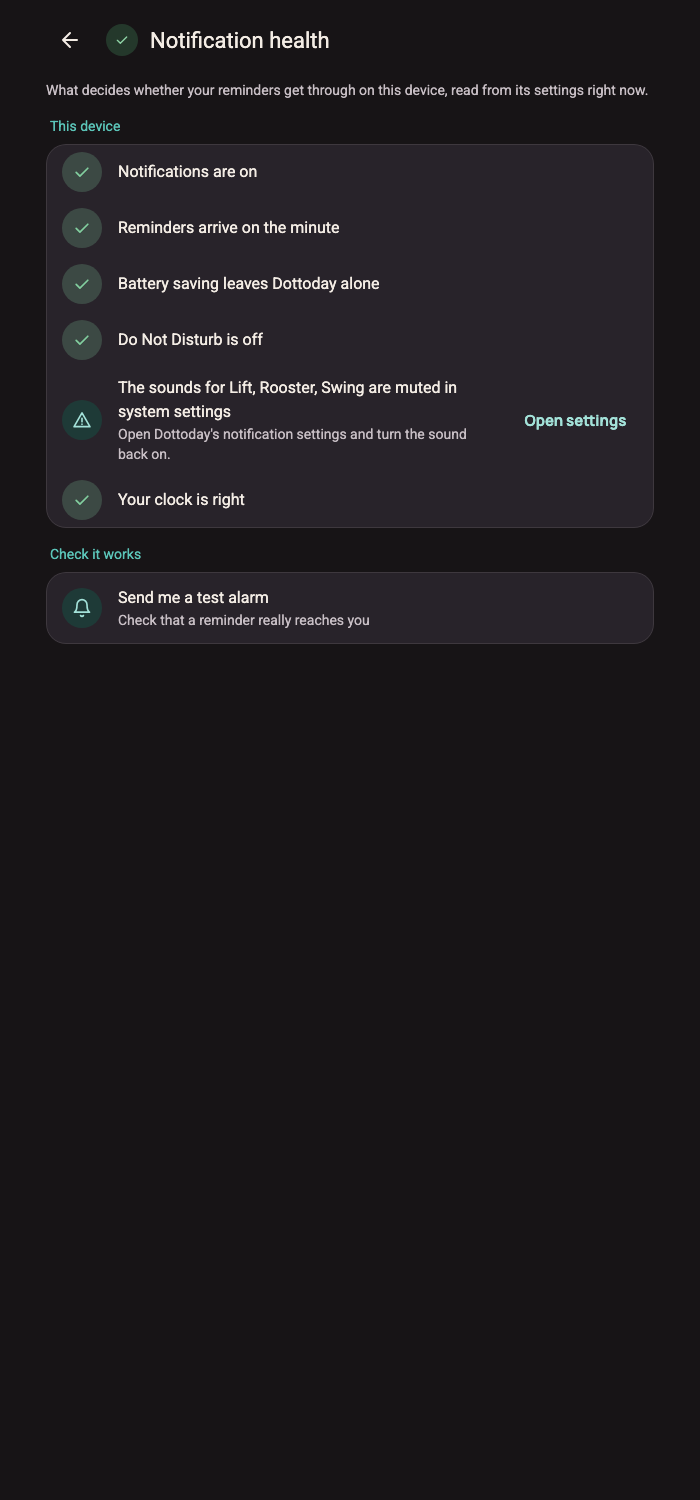 Notification health
What decides whether your reminders get through on this device, read from its settings right now.
This device
Notifications are on
Reminders arrive on the minute
Battery saving leaves Dottoday alone
Do Not Disturb is off
The sounds for Lift, Rooster, Swing are muted in
system settings
Open Dottoday's notification settings and turn the sound
back on.
Open settings
Your clock is right
Check it works
Send me a test alarm
Check that a reminder really reaches you